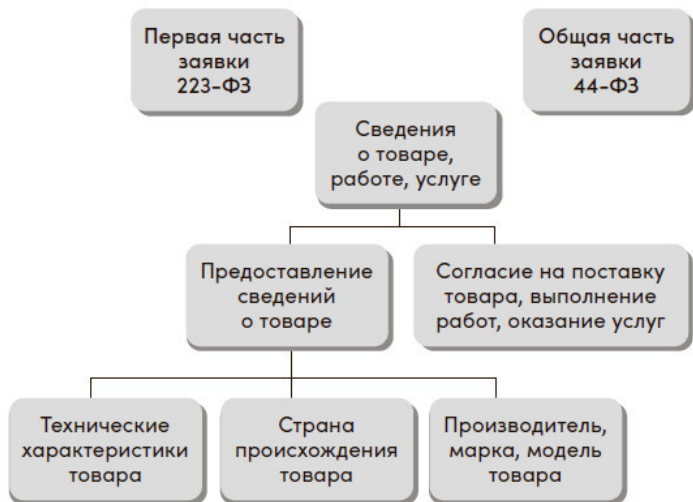 Первая часть
заявки
223-ФЗ
Общая часть
заявки
44-ФЗ
Сведения
о товаре,
работе, услуге
Предоставление
сведений
о товаре
Согласие на поставку
товара, выполнение
работ, оказание услуг
Технические
характеристики
товара
Страна
происхождения
товара
Производитель,
марка, модель
товара